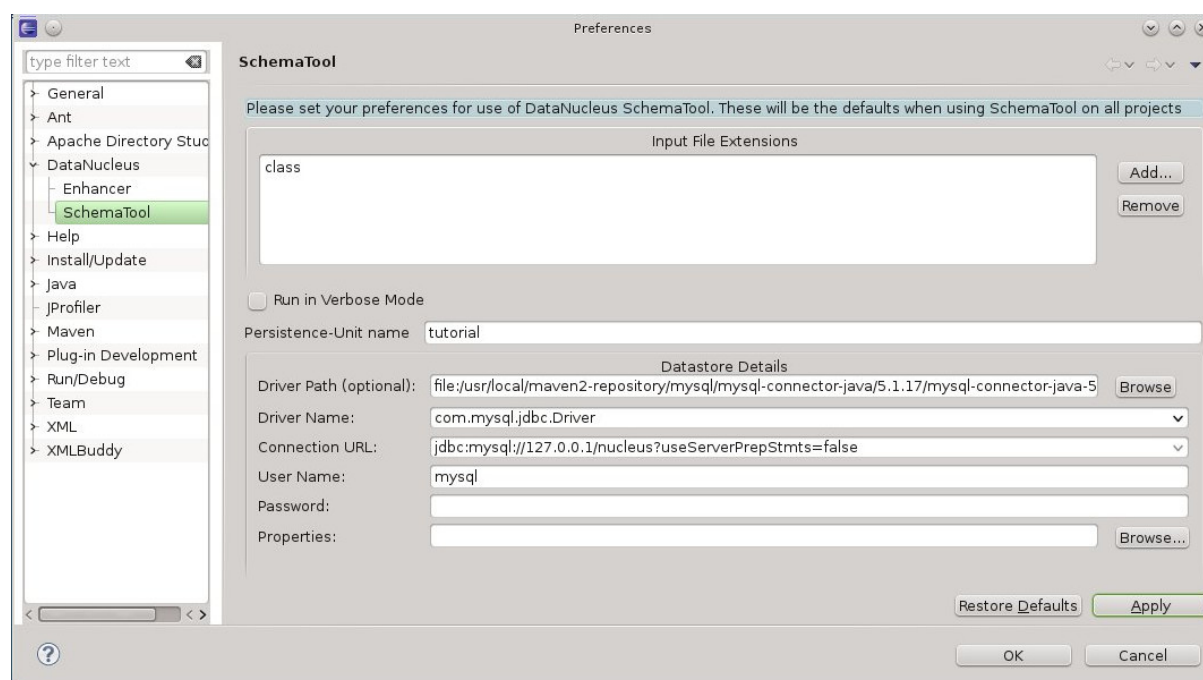 Preferences
type filter text
General
Ant
Apache Directory Stud
DataNucleus
Enhancer
SchemaTool
Help
Install/Update
Java
JProfiler
Maven
Plug-in Development
Run/Debug
Team
XML
XMLBuddy
SchemaTool
Please set your preferences for use of DataNucleus SchemaTool. These will be the defaults when using SchemaTool on all projects
Input File Extensions
class
Add...
Remove
Run in Verbose Mode
Persistence-Unit name tutorial
Datastore Details
Driver Path (optional): file:/usr/local/maven2-repository/mysql/mysql-connector-java/5.1.17/mysql-connector-java-5 Browse
Driver Name: com.mysql.jdbc.Driver
Connection URL: jdbc:mysql://127.0.0.1/nucleus?useServerPrepStmts=false
User Name: mysql
Password:
Properties: Browse...
Restore Defaults Apply
? OK Cancel